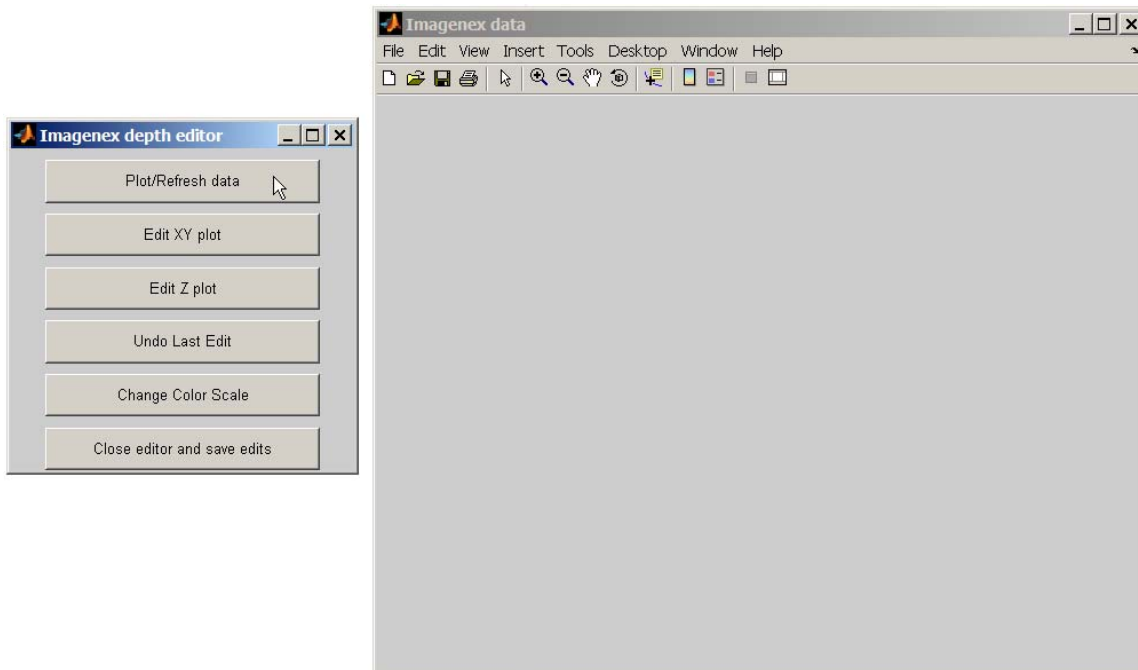 Imagenex depth editor
Plot/Refresh data
Edit XY plot
Edit Z plot
Undo Last Edit
Change Color Scale
Close editor and save edits
Imagenex data
File Edit View Insert Tools Desktop Window Help